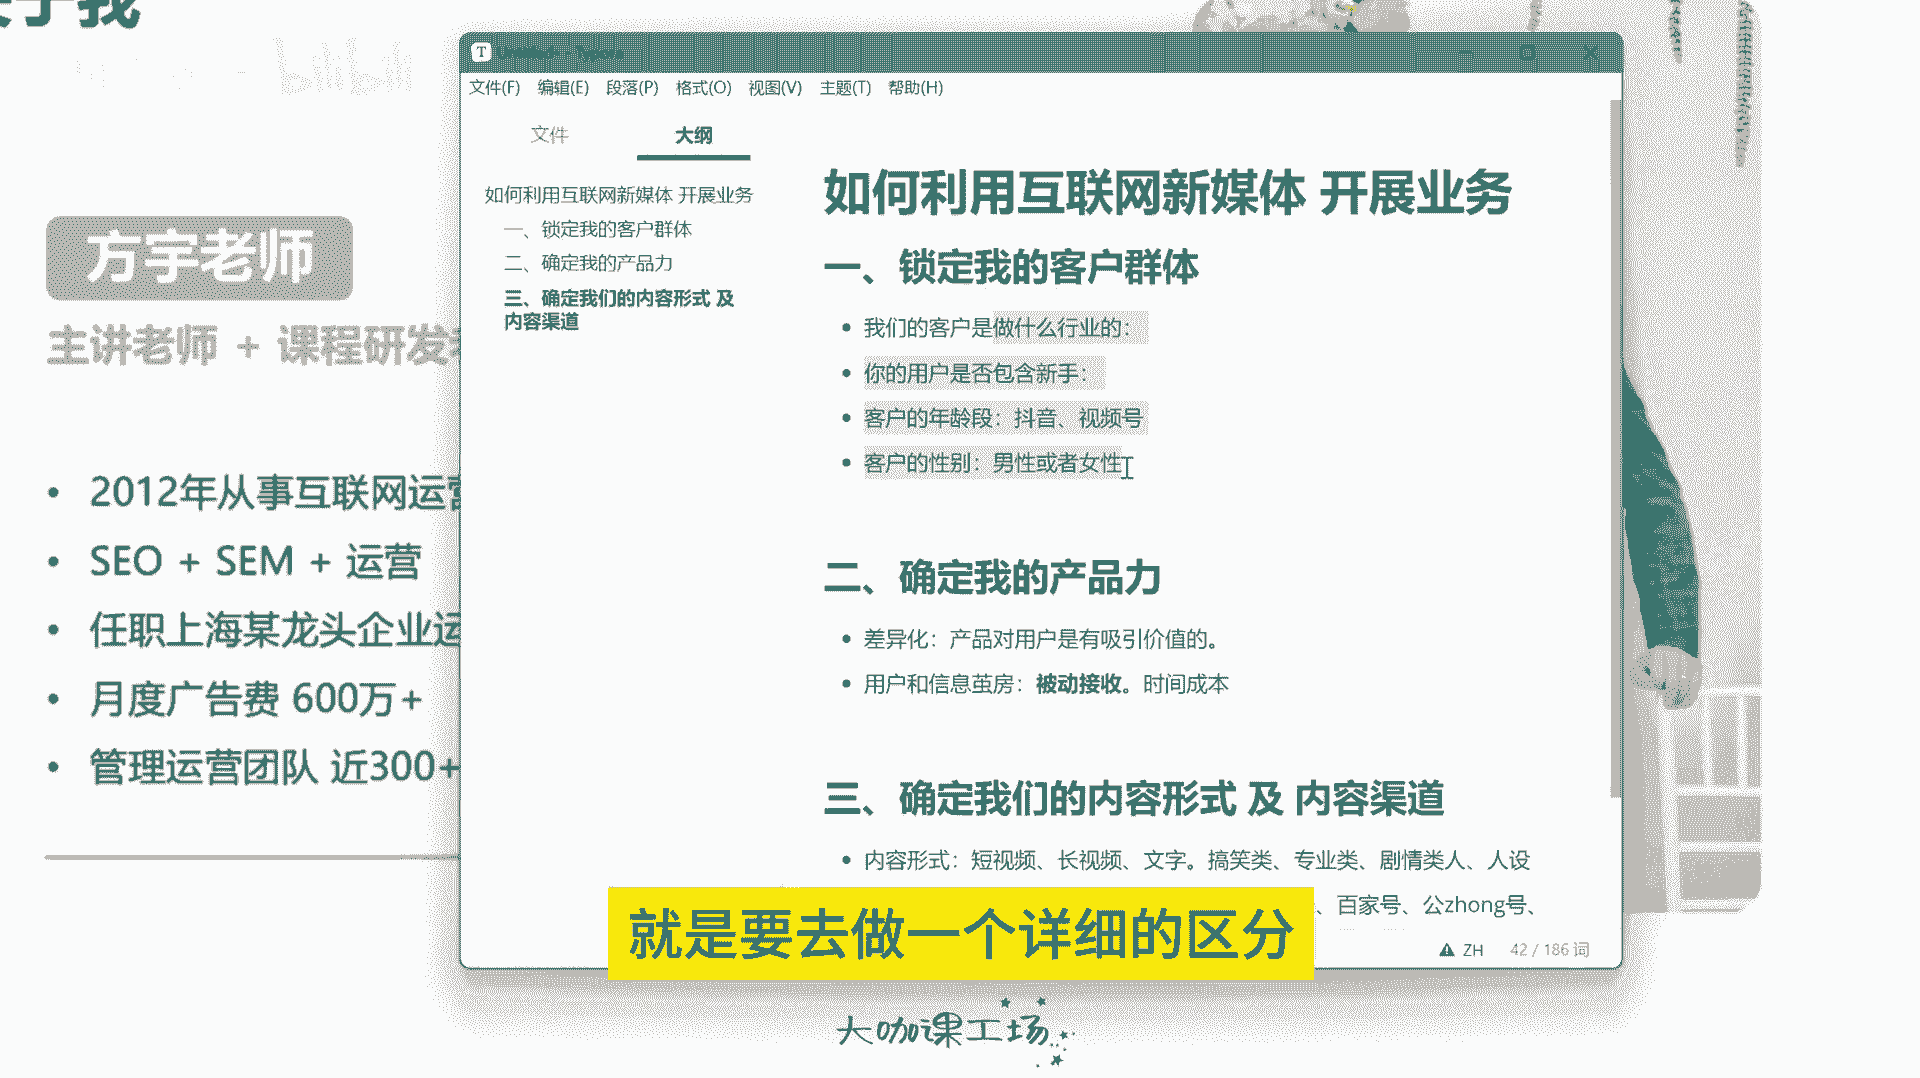 关于我
bilibili
方宇老师
主讲老师 + 课程研发
• 2012年从事互联网运营
• SEO + SEM + 运营
• 任职上海某龙头企业运
• 月度广告费 600万+
• 管理运营团队 近300+
文件(F) 编辑(E) 段落(P) 格式(O) 视图(V) 主题(T) 帮助(H)
文件 大纲
如何利用互联网新媒体 开展业务
一、锁定我的客户群体
二、确定我的产品力
三、确定我们的内容形式 及
内容渠道
如何利用互联网新媒体 开展业务
一、锁定我的客户群体
• 我们的客户是做什么行业的：
• 你的用户是否包含新手：
• 客户的年龄段：抖音、视频号
• 客户的性别：男性或者女性
二、确定我的产品力
• 差异化：产品对用户是有吸引价值的。
• 用户和信息茧房：被动接收。时间成本
三、确定我们的内容形式 及 内容渠道
• 内容形式：短视频、长视频、文字。搞笑类、专业类、剧情类人、人设
、百家号、公zhong号、
ZH 42 / 186 词
就是要去做一个详细的区分
大咖课工场